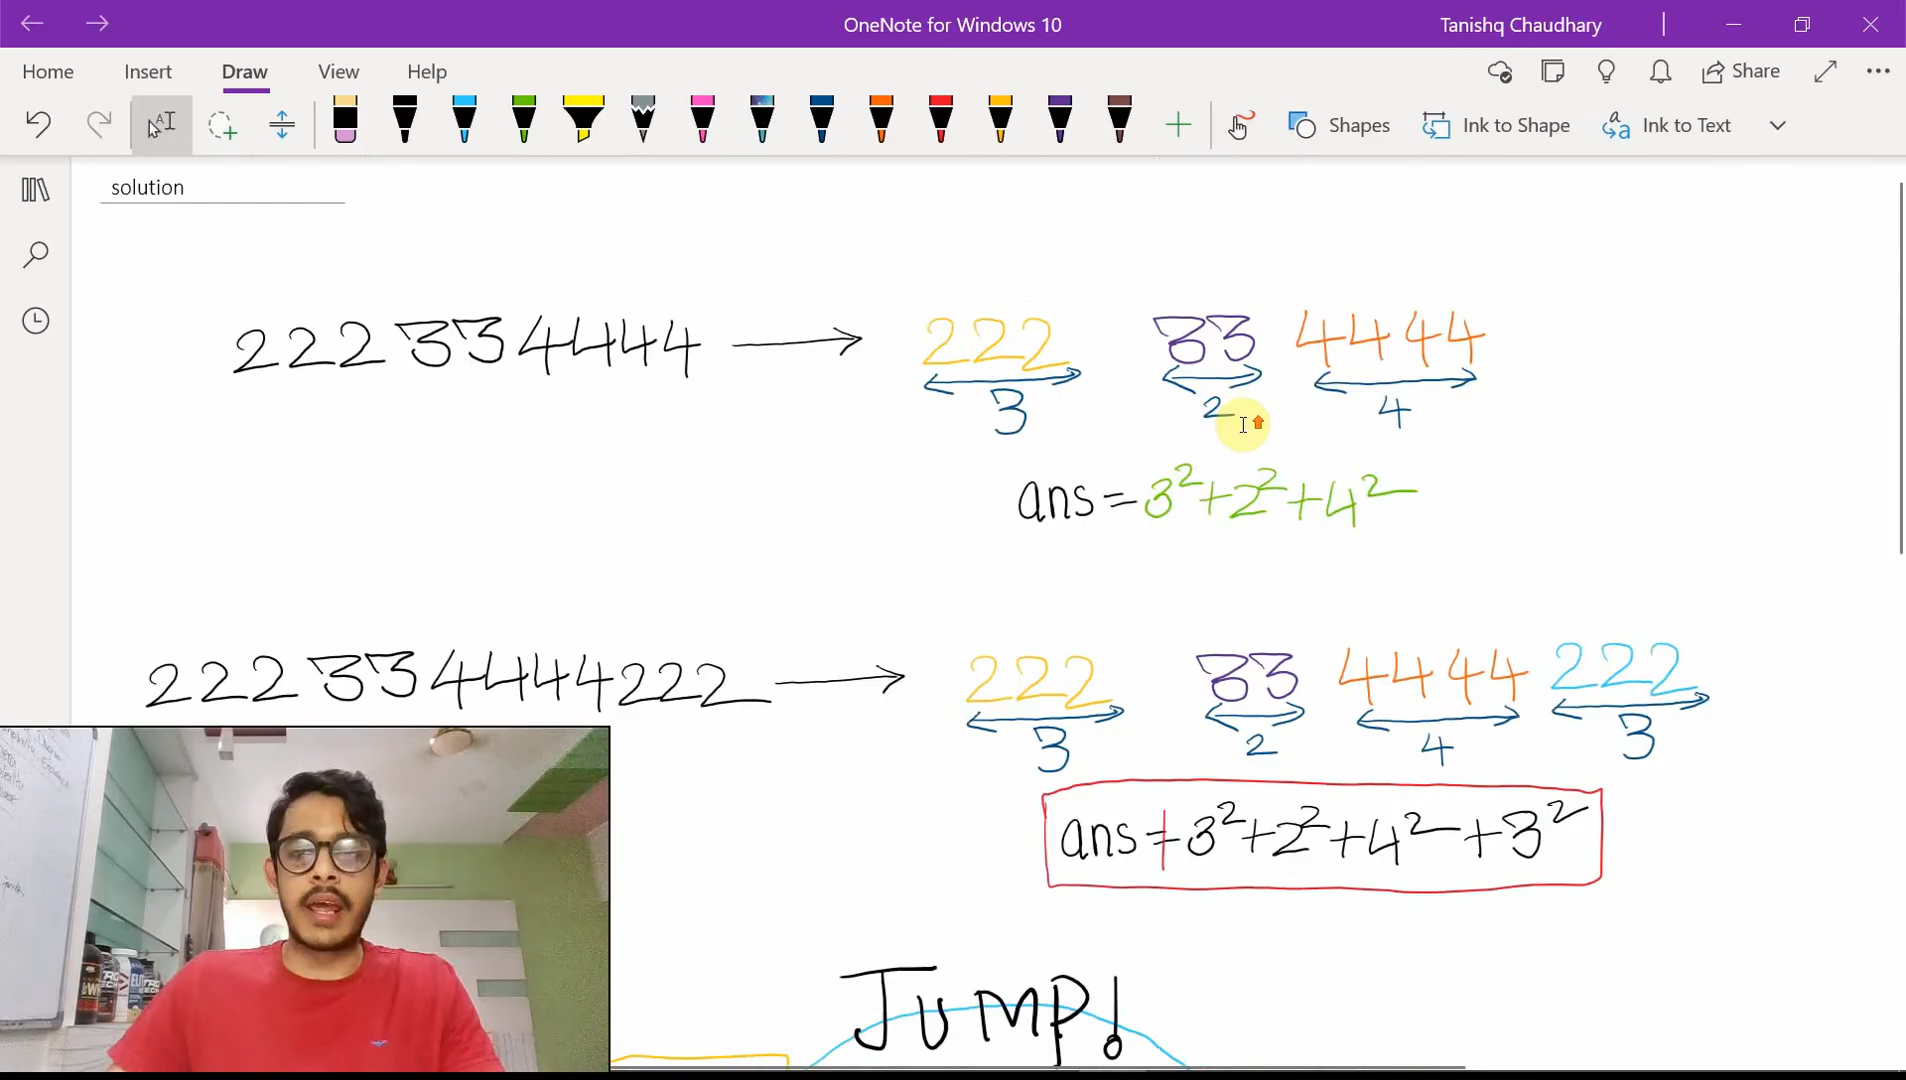 OneNote for Windows 10
Tanishq Chaudhary
Home Insert Draw View Help
Share
Shapes Ink to Shape Ink to Text
solution
222334444 → 222 33 4444
3 2 4
ans = 3²+2²+4²
222334444222 → 222 33 4444 222
3 2 4 3
ans = 3²+2²+4²+3²
JUMP!